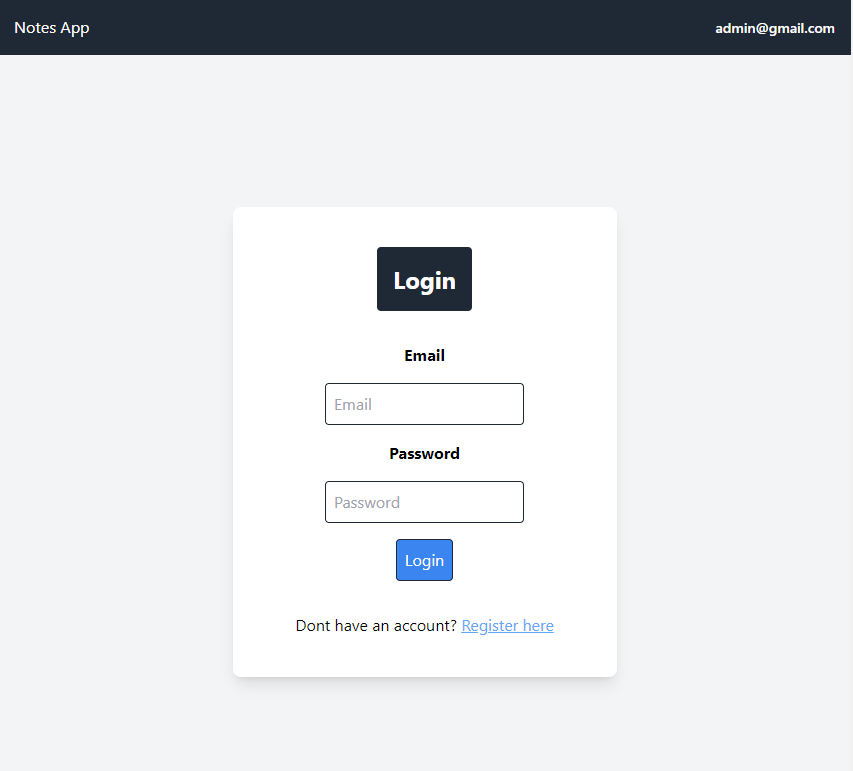 Notes App
admin@gmail.com
Login
Email
Email
Password
Password
Login
Dont have an account? Register here